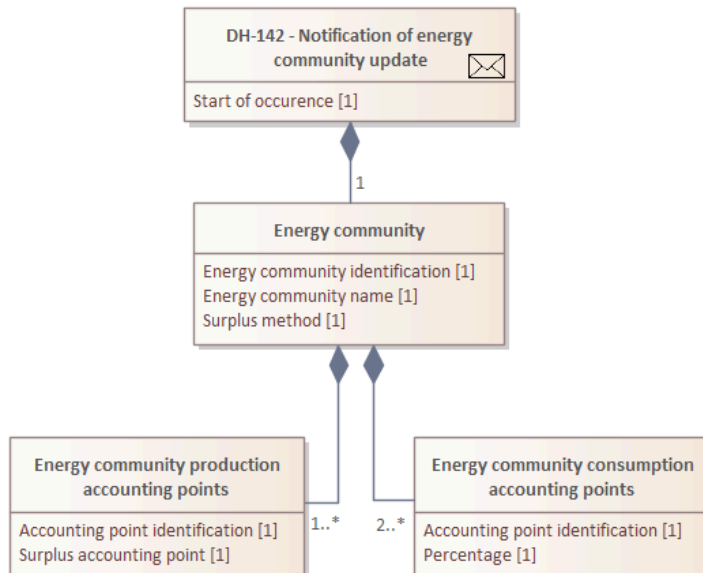 DH-142 - Notification of energy
community update
Start of occurence [1]
1
Energy community
Energy community identification [1]
Energy community name [1]
Surplus method [1]
Energy community production
accounting points
Accounting point identification [1]
Surplus accounting point [1]
1..*
2..*
Energy community consumption
accounting points
Accounting point identification [1]
Percentage [1]